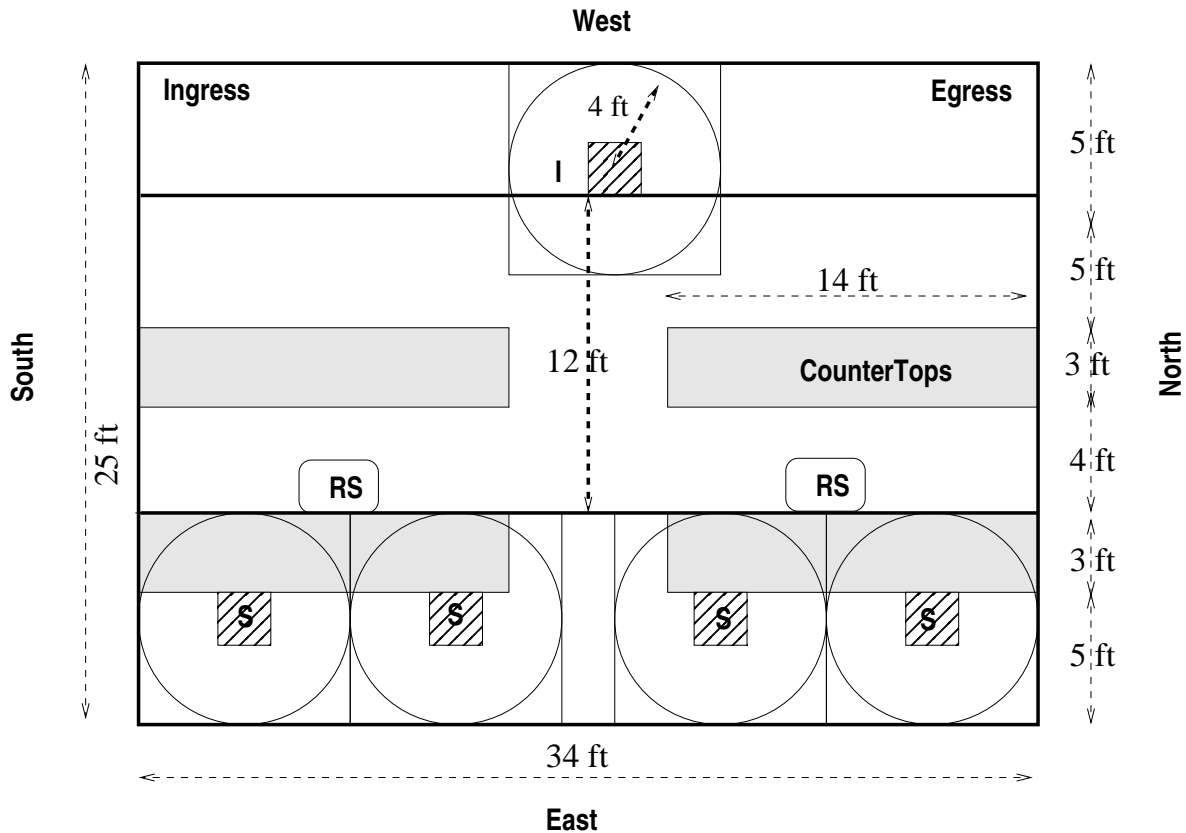 West
Ingress
Egress
4 ft
I
5 ft
5 ft
14 ft
South
12 ft
CounterTops
3 ft
North
25 ft
4 ft
RS
RS
3 ft
S
S
S
S
5 ft
34 ft
East